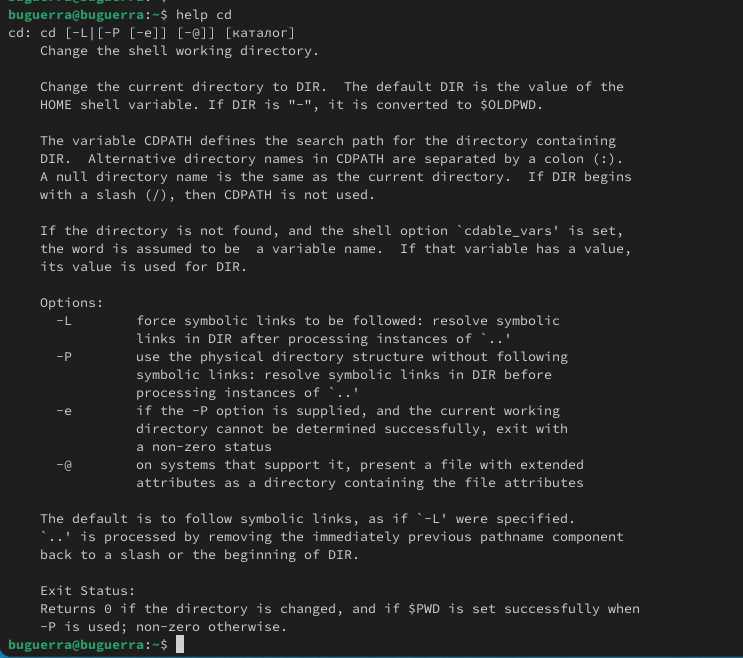 buguerra@buguerra:~$ help cd
cd: cd [-L|[-P [-e]] [-@]] [каталог]
    Change the shell working directory.

    Change the current directory to DIR.  The default DIR is the value of the
    HOME shell variable. If DIR is "-", it is converted to $OLDPWD.

    The variable CDPATH defines the search path for the directory containing
    DIR.  Alternative directory names in CDPATH are separated by a colon (:).
    A null directory name is the same as the current directory.  If DIR begins
    with a slash (/), then CDPATH is not used.

    If the directory is not found, and the shell option `cdable_vars' is set,
    the word is assumed to be  a variable name.  If that variable has a value,
    its value is used for DIR.

    Options:
      -L        force symbolic links to be followed: resolve symbolic
                links in DIR after processing instances of `..'
      -P        use the physical directory structure without following
                symbolic links: resolve symbolic links in DIR before
                processing instances of `..'
      -e        if the -P option is supplied, and the current working
                directory cannot be determined successfully, exit with
                a non-zero status
      -@        on systems that support it, present a file with extended
                attributes as a directory containing the file attributes

    The default is to follow symbolic links, as if `-L' were specified.
    `..' is processed by removing the immediately previous pathname component
    back to a slash or the beginning of DIR.

    Exit Status:
    Returns 0 if the directory is changed, and if $PWD is set successfully when
    -P is used; non-zero otherwise.
buguerra@buguerra:~$